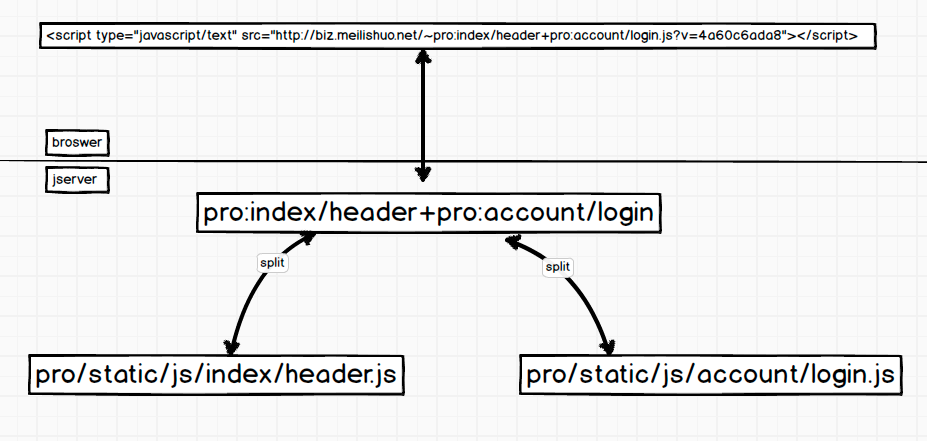 <script type="javascript/text" src="http://biz.meilishuo.net/~pro:index/header+pro:account/login.js?v=4a60c6ada8"></script>
broswer
jserver
pro:index/header+pro:account/login
split
split
pro/static/js/index/header.js
pro/static/js/account/login.js